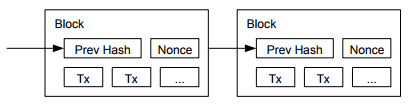 Block Block
Prev Hash Nonce Prev Hash Nonce
Tx Tx ... Tx Tx ...